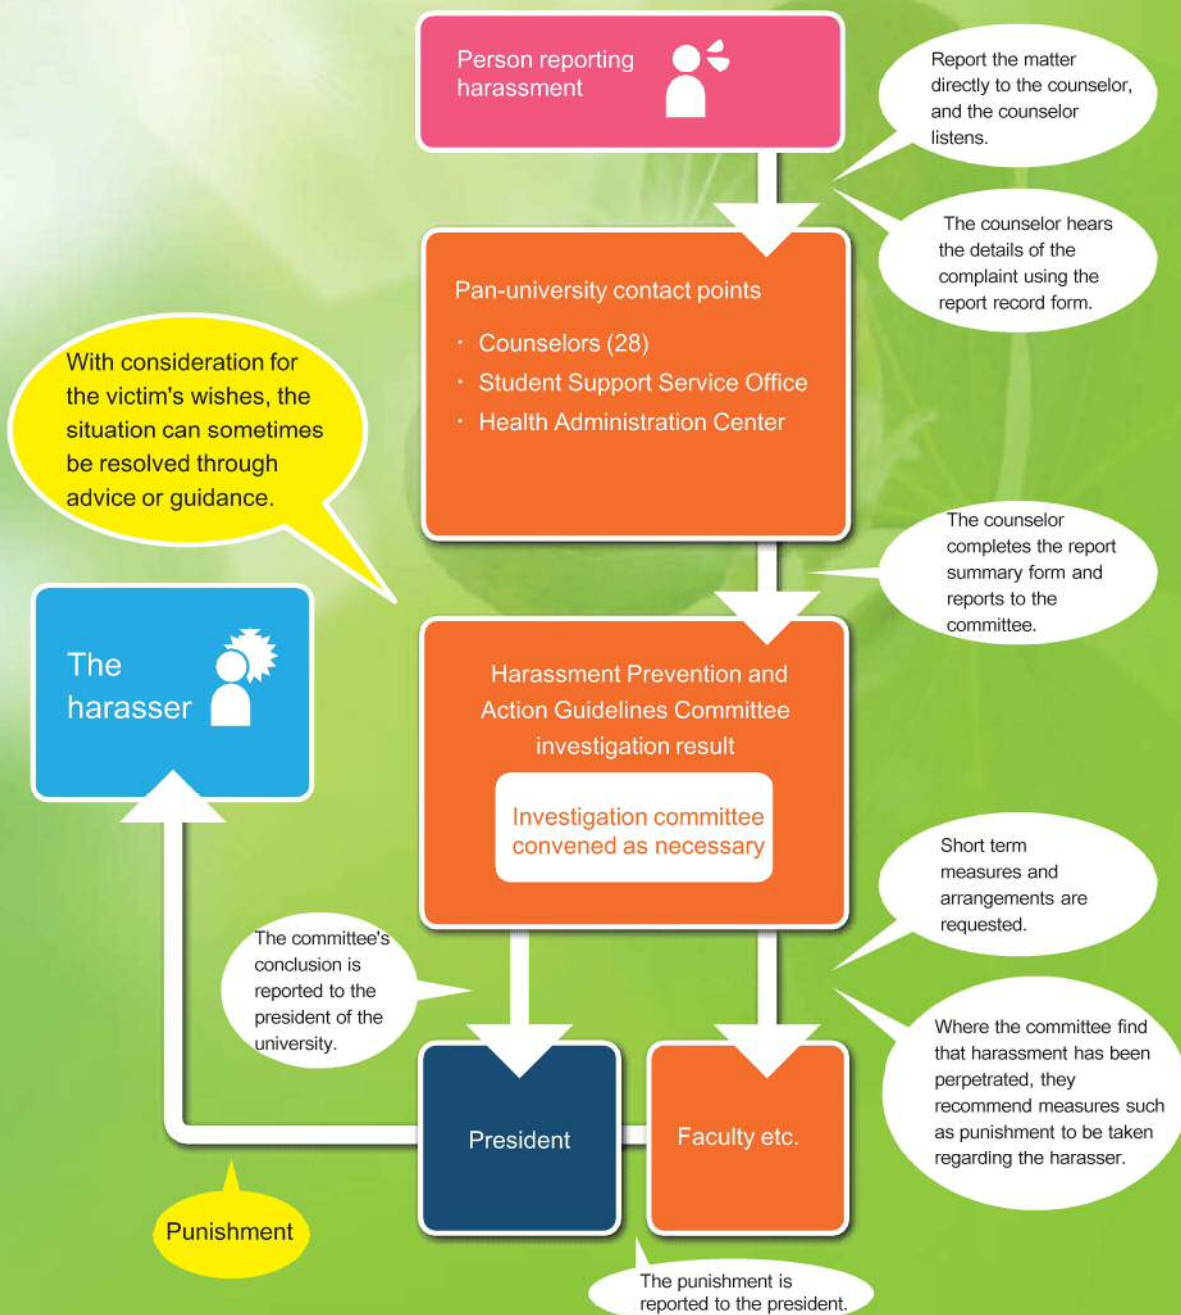 Person reporting
harassment
Report the matter
directly to the counselor,
and the counselor
listens.
The counselor hears
the details of the
complaint using the
report record form.
Pan-university contact points
・ Counselors (28)
・ Student Support Service Office
・ Health Administration Center
With consideration for
the victim's wishes, the
situation can sometimes
be resolved through
advice or guidance.
The counselor
completes the report
summary form and
reports to the
committee.
The
harasser
Harassment Prevention and
Action Guidelines Committee
investigation result
Investigation committee
convened as necessary
Short term
measures and
arrangements are
requested.
The committee's
conclusion is
reported to the
president of the
university.
Where the committee find
that harassment has been
perpetrated, they
recommend measures such
as punishment to be taken
regarding the harasser.
President
Faculty etc.
Punishment
The punishment is
reported to the president.